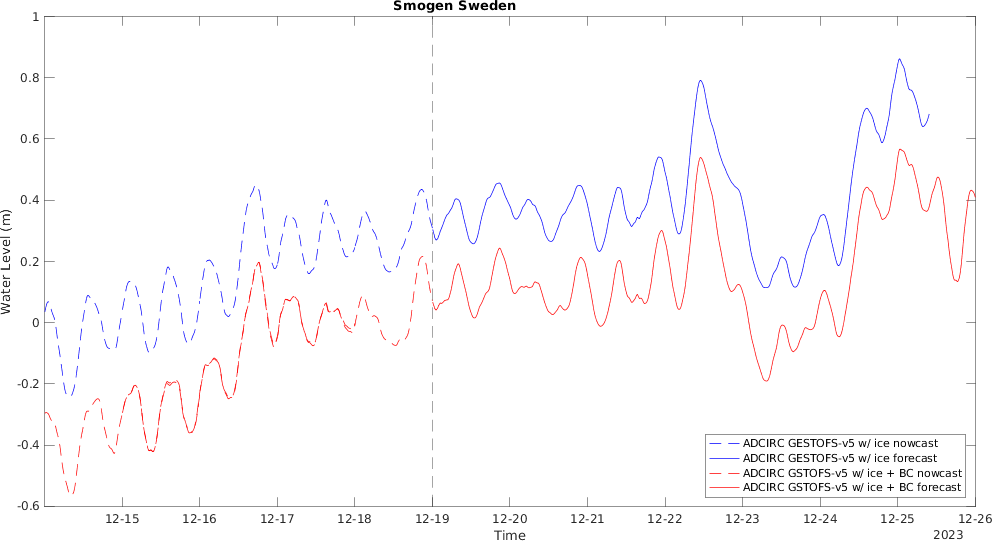 Smogen Sweden
1
0.8
0.6
0.4
0.2
0
-0.2
-0.4
-0.6
Water Level (m)
ADCIRC GESTOFS-v5 w/ ice nowcast
ADCIRC GESTOFS-v5 w/ ice forecast
ADCIRC GSTOFS-v5 w/ ice + BC nowcast
ADCIRC GSTOFS-v5 w/ ice + BC forecast
12-15 12-16 12-17 12-18 12-19 12-20 12-21 12-22 12-23 12-24 12-25 12-26
Time
2023